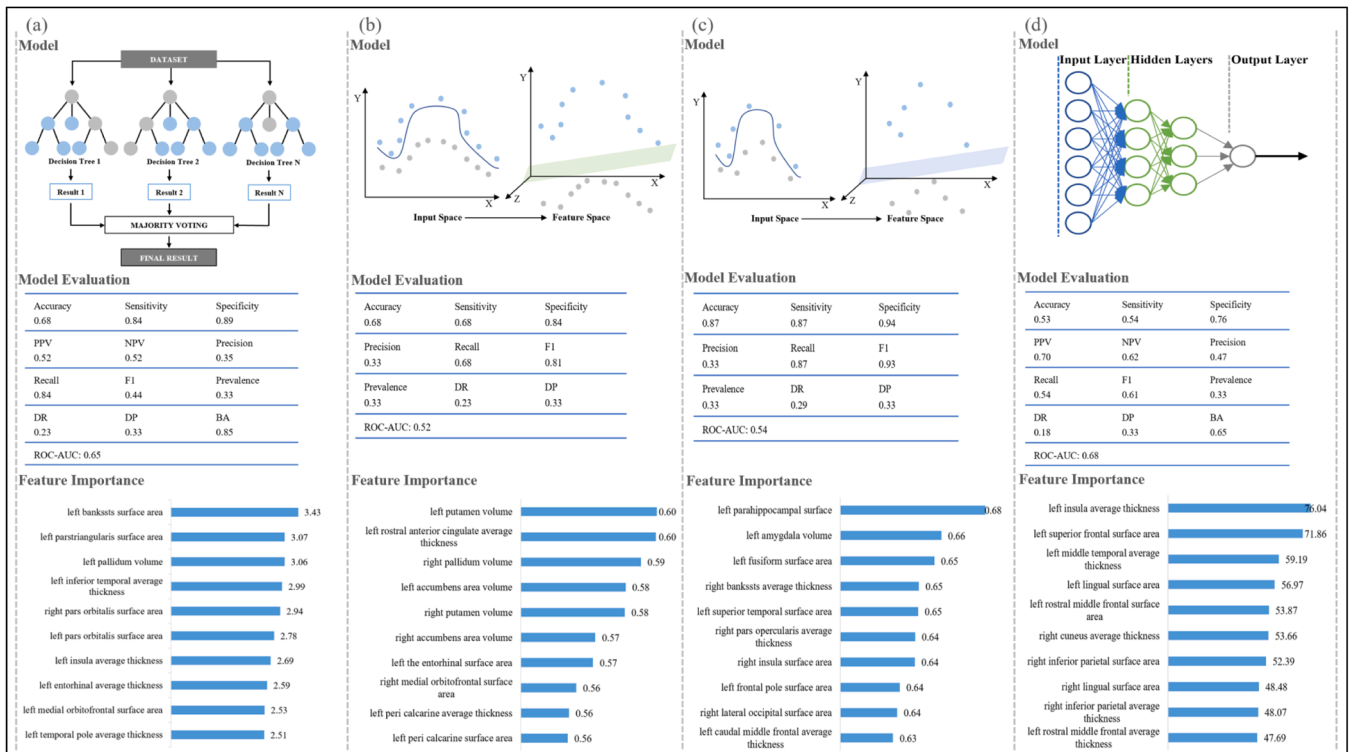 (a)
Model
DATASET
Decision Tree 1 Decision Tree 2 Decision Tree N
Result 1 Result 2 Result N
MAJORITY VOTING
FINAL RESULT
Model Evaluation
Accuracy Sensitivity Specificity
0.68 0.84 0.89
PPV NPV Precision
0.52 0.52 0.35
Recall F1 Prevalence
0.84 0.44 0.33
DR DP BA
0.23 0.33 0.85
ROC-AUC: 0.65
Feature Importance
left bankssts surface area 3.43
left parstriangularis surface area 3.07
left pallidum volume 3.06
left inferior temporal average
thickness 2.99
right pars orbitalis surface area 2.94
left pars orbitalis surface area 2.78
left insula average thickness 2.69
left entorhinal average thickness 2.59
left medial orbitofrontal surface area 2.53
left temporal pole average thickness 2.51
(b)
Model
Y
X
Y
X
Z
Input Space Feature Space
Model Evaluation
Accuracy Sensitivity Specificity
0.68 0.68 0.84
Precision Recall F1
0.33 0.68 0.81
Prevalence DR DP
0.33 0.23 0.33
ROC-AUC: 0.52
Feature Importance
left putamen volume 0.60
left rostral anterior cingulate average
thickness 0.60
right pallidum volume 0.59
left accumbens area volume 0.58
right putamen volume 0.58
right accumbens area volume 0.57
left the entorhinal surface area 0.57
right medial orbitofrontal surface
area 0.56
left peri calcarine average thickness 0.56
left peri calcarine surface area 0.56
(c)
Model
Y
X
Y
X
Z
Input Space Feature Space
Model Evaluation
Accuracy Sensitivity Specificity
0.87 0.87 0.94
Precision Recall F1
0.33 0.87 0.93
Prevalence DR DP
0.33 0.29 0.33
ROC-AUC: 0.54
Feature Importance
left parahippocampal surface 0.68
left amygdala volume 0.66
left fusiform surface area 0.65
right bankssts average thickness 0.65
left superior temporal surface area 0.65
right pars opercularis average
thickness 0.64
right insula surface area 0.64
left frontal pole surface area 0.64
right lateral occipital surface area 0.64
left caudal middle frontal average
thickness 0.63
(d)
Model
Input Layer Hidden Layers Output Layer
Model Evaluation
Accuracy Sensitivity Specificity
0.53 0.54 0.76
PPV NPV Precision
0.70 0.62 0.47
Recall F1 Prevalence
0.54 0.61 0.33
DR DP BA
0.18 0.33 0.65
ROC-AUC: 0.68
Feature Importance
left insula average thickness 76.04
left superior frontal surface area 71.86
left middle temporal average
thickness 59.19
left lingual surface area 56.97
left rostral middle frontal surface
area 53.87
right cuneus average thickness 53.66
right inferior parietal surface area 52.39
right lingual surface area 48.48
right inferior parietal average
thickness 48.07
left rostral middle frontal average
thickness 47.69